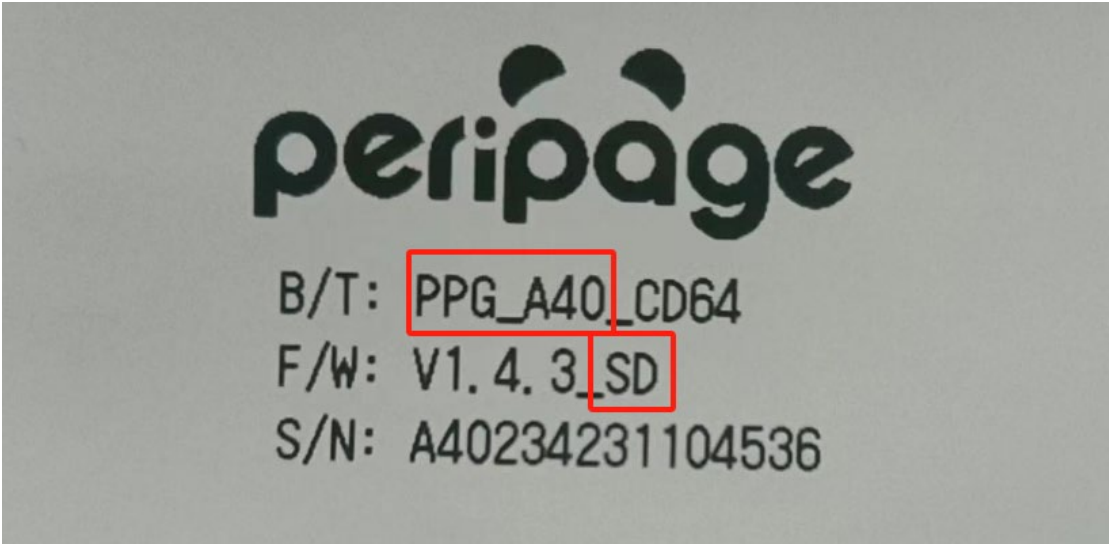 peripage
B/T: PPG_A40_CD64
F/W: V1.4.3_SD
S/N: A40234231104536